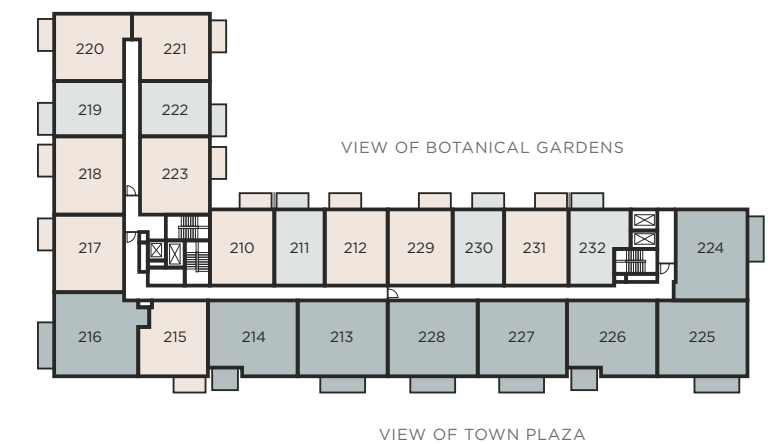 220 221
219 222
VIEW OF BOTANICAL GARDENS
218 223
217 210 211 212 229 230 231 232 224
216 215 214 213 228 227 226 225
VIEW OF TOWN PLAZA